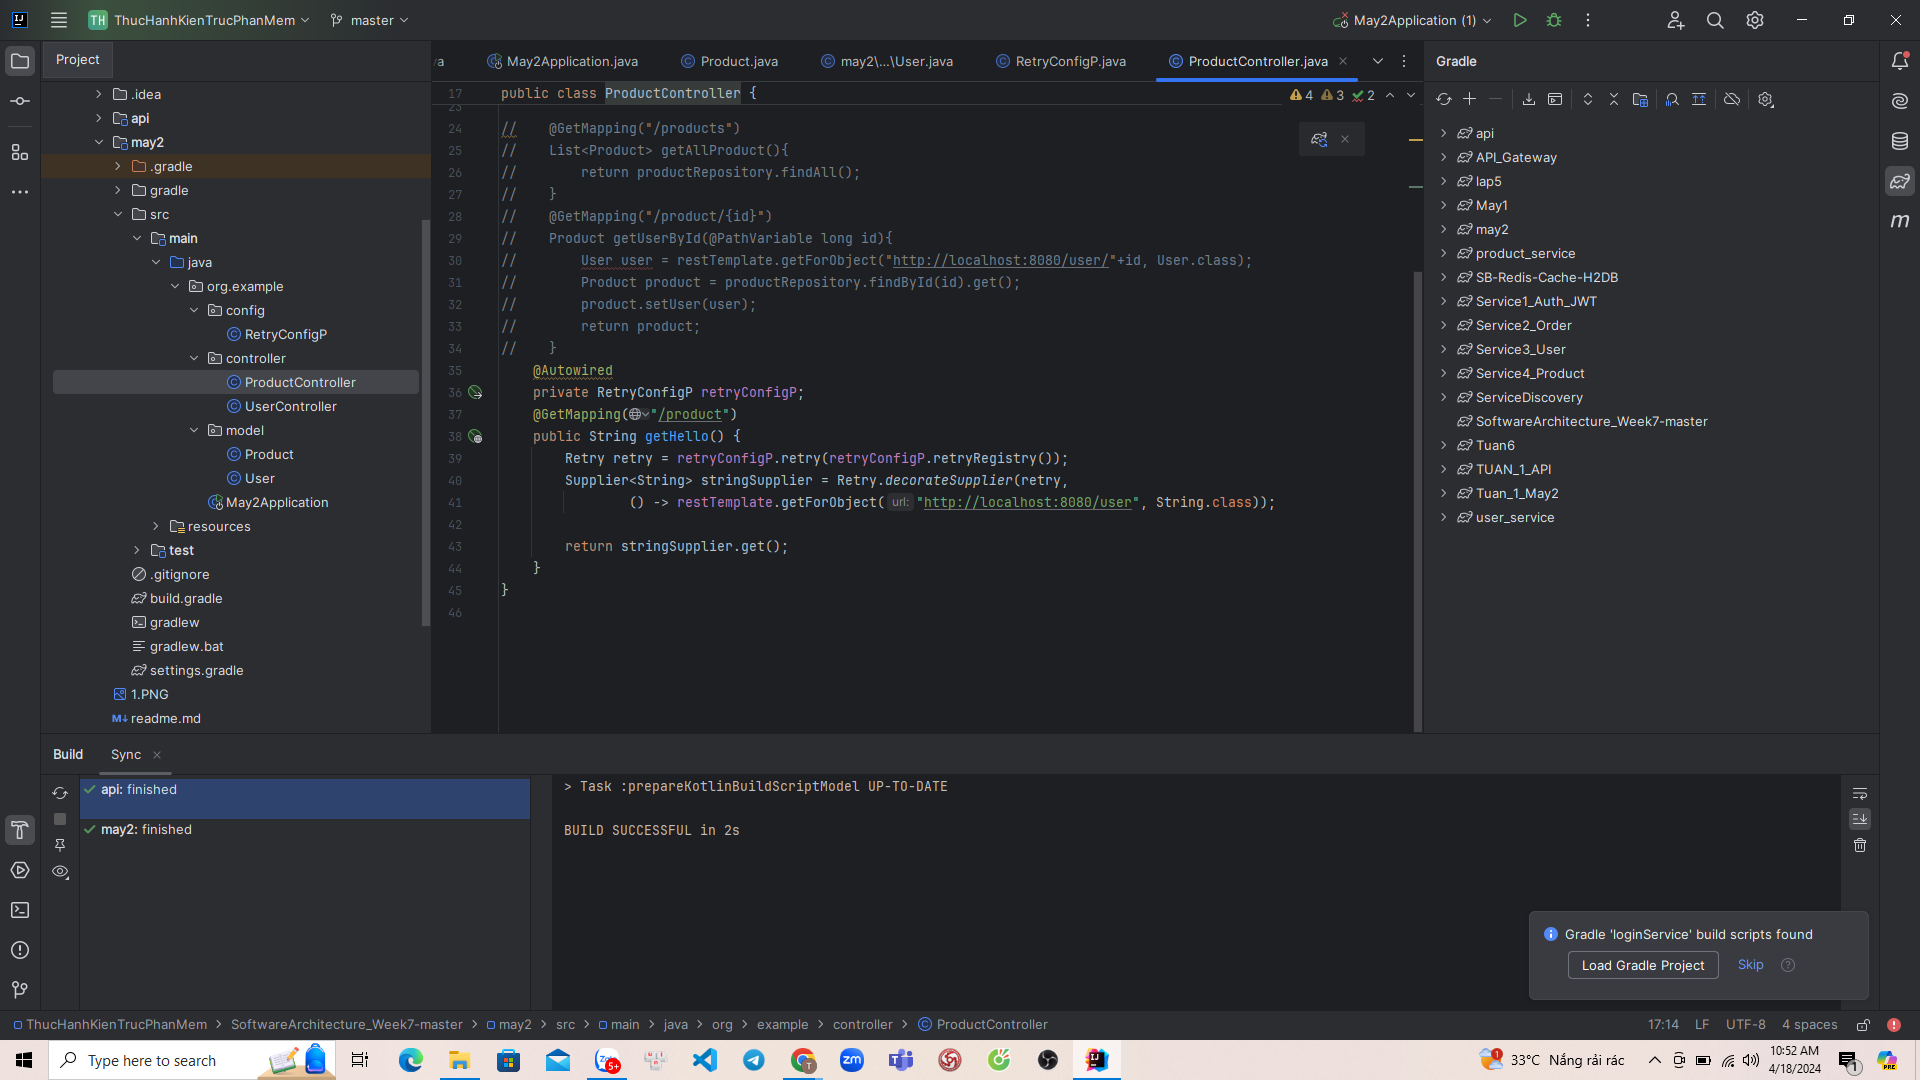 TH ThucHanhKienTrucPhanMem master May2Application (1)
Project
va May2Application.java Product.java may2\...\User.java RetryConfigP.java ProductController.java
Gradle
.idea
api
may2
.gradle
gradle
src
main
java
org.example
config
RetryConfigP
controller
ProductController
UserController
model
Product
User
May2Application
resources
test
.gitignore
build.gradle
gradlew
gradlew.bat
settings.gradle
1.PNG
readme.md
17 public class ProductController {
4 3 2
23
24 // @GetMapping("/products")
25 // List<Product> getAllProduct(){
26 // return productRepository.findAll();
27 // }
28 // @GetMapping("/product/{id}")
29 // Product getUserById(@PathVariable long id){
30 // User user = restTemplate.getForObject("http://localhost:8080/user/"+id, User.class);
31 // Product product = productRepository.findById(id).get();
32 // product.setUser(user);
33 // return product;
34 // }
35 @Autowired
36 private RetryConfigP retryConfigP;
37 @GetMapping("/product")
38 public String getHello() {
39 Retry retry = retryConfigP.retry(retryConfigP.retryRegistry());
40 Supplier<String> stringSupplier = Retry.decorateSupplier(retry,
41 () -> restTemplate.getForObject( url: "http://localhost:8080/user", String.class));
42
43 return stringSupplier.get();
44 }
45 }
46
api
API_Gateway
lap5
May1
may2
product_service
SB-Redis-Cache-H2DB
Service1_Auth_JWT
Service2_Order
Service3_User
Service4_Product
ServiceDiscovery
SoftwareArchitecture_Week7-master
Tuan6
TUAN_1_API
Tuan_1_May2
user_service
m
Build Sync
api: finished
may2: finished
> Task :prepareKotlinBuildScriptModel UP-TO-DATE
BUILD SUCCESSFUL in 2s
Gradle 'loginService' build scripts found
Load Gradle Project Skip
ThucHanhKienTrucPhanMem > SoftwareArchitecture_Week7-master > may2 > src > main > java > org > example > controller > ProductController
17:14 LF UTF-8 4 spaces
Type here to search
Zalo 5+
zm
33°C Nắng rải rác
10:52 AM
4/18/2024
1
PRE